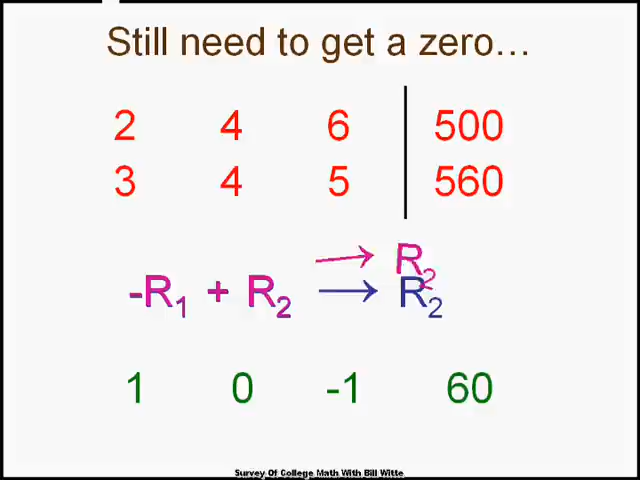 Still need to get a zero...
2 4 6 500
3 4 5 560
→ R₂
-R₁ + R₂ → R₂
1 0 -1 60
Survey Of College Math With Bill Witte